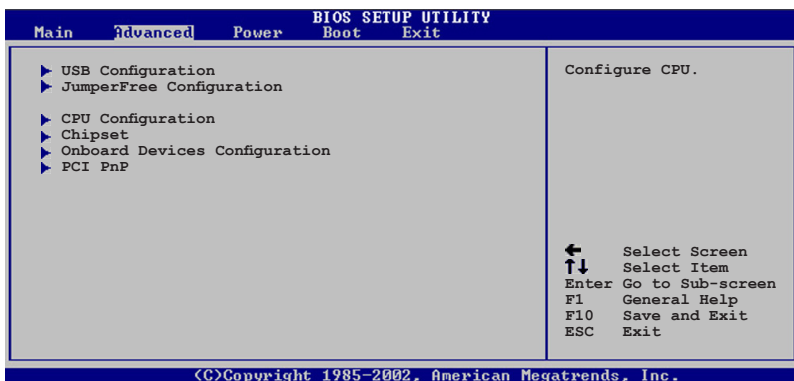 BIOS SETUP UTILITY
Main Advanced Power Boot Exit
USB Configuration
JumperFree Configuration
CPU Configuration
Chipset
Onboard Devices Configuration
PCI PnP
Configure CPU.
← Select Screen
↑↓ Select Item
Enter Go to Sub-screen
F1 General Help
F10 Save and Exit
ESC Exit
(C)Copyright 1985-2002, American Megatrends, Inc.